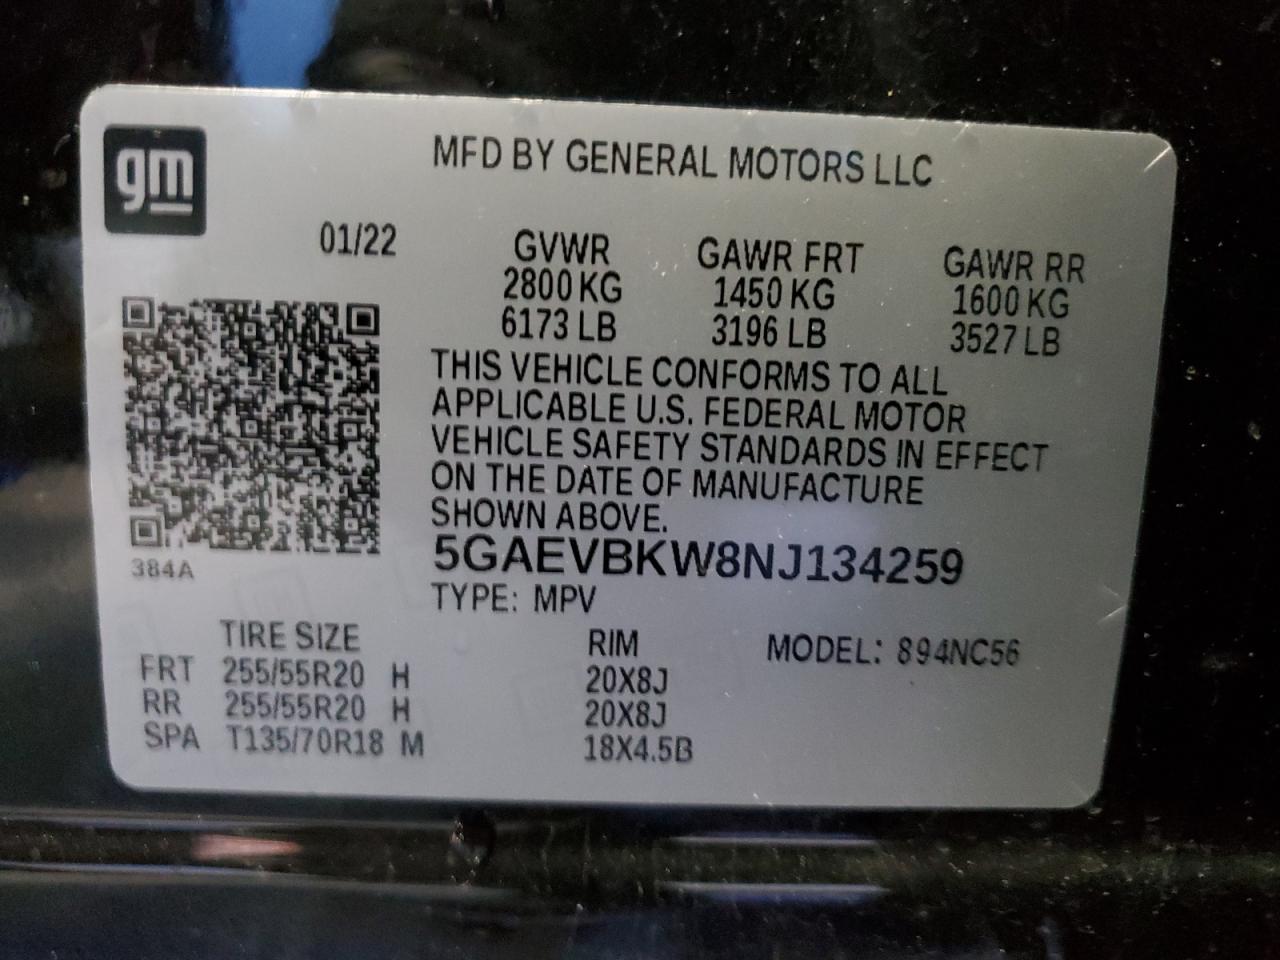 gm
MFD BY GENERAL MOTORS LLC
01/22
GVWR GAWR FRT GAWR RR
2800 KG 1450 KG 1600 KG
6173 LB 3196 LB 3527 LB
THIS VEHICLE CONFORMS TO ALL
APPLICABLE U.S. FEDERAL MOTOR
VEHICLE SAFETY STANDARDS IN EFFECT
ON THE DATE OF MANUFACTURE
SHOWN ABOVE.
5GAEVBKW8NJ134259
384A
TYPE: MPV
TIRE SIZE RIM MODEL: 894NC56
FRT 255/55R20 H 20X8J
RR 255/55R20 H 20X8J
SPA T135/70R18 M 18X4.5B